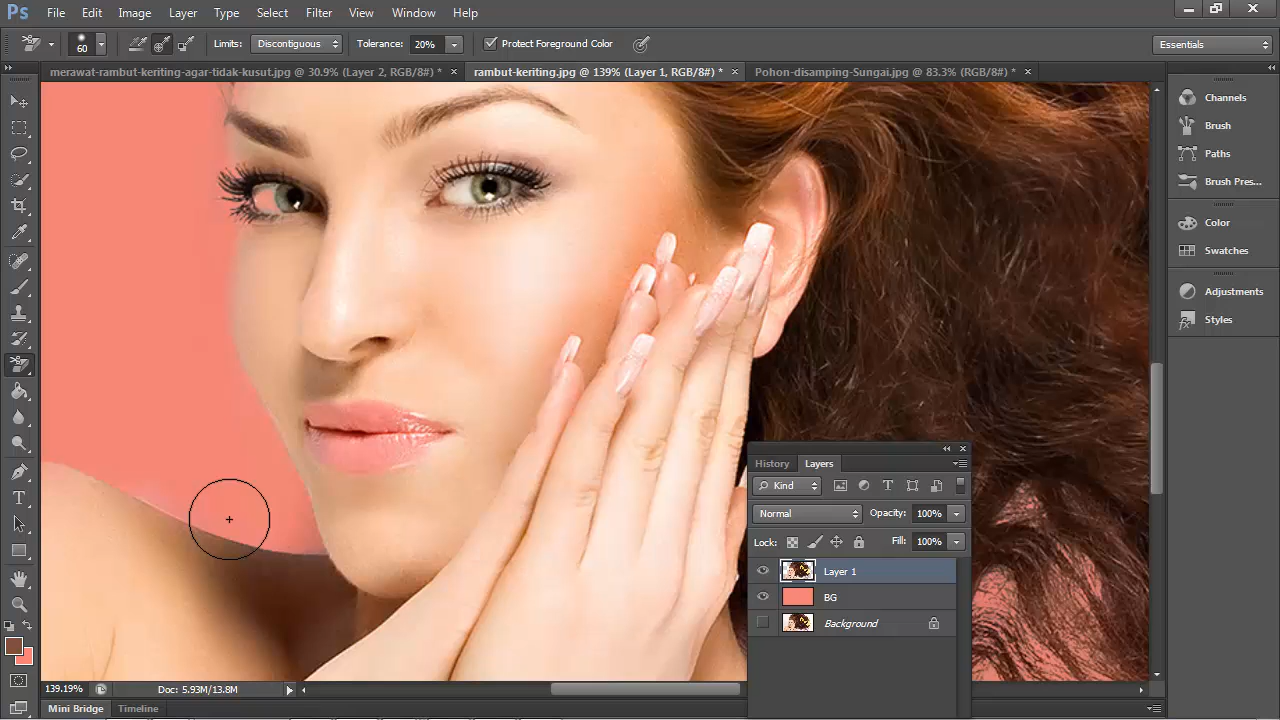 Ps File Edit Image Layer Type Select Filter View Window Help
60 Limits: Discontiguous Tolerance: 20% Protect Foreground Color Essentials
merawat-rambut-keriting-agar-tidak-kusut.jpg @ 30.9% (Layer 2, RGB/8#) * rambut-keriting.jpg @ 139% (Layer 1, RGB/8#) * Pohon-disamping-Sungai.jpg @ 83.3% (RGB/8#) *
Channels
Brush
Paths
Brush Pres...
Color
Swatches
Adjustments
Styles
History Layers
Kind
Normal Opacity: 100%
Lock: Fill: 100%
Layer 1
BG
Background
139.19% Doc: 5.93M/13.8M
Mini Bridge Timeline